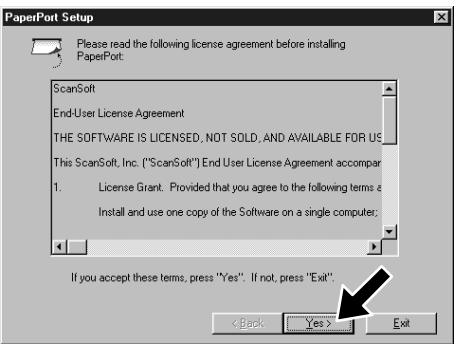 PaperPort Setup
Please read the following license agreement before installing
PaperPort:
ScanSoft
End-User License Agreement
THE SOFTWARE IS LICENSED, NOT SOLD, AND AVAILABLE FOR US
This ScanSoft, Inc. ("ScanSoft") End User License Agreement accompan
1. License Grant. Provided that you agree to the following terms a
Install and use one copy of the Software on a single computer;
If you accept these terms, press "Yes". If not, press "Exit".
< Back Yes > Exit